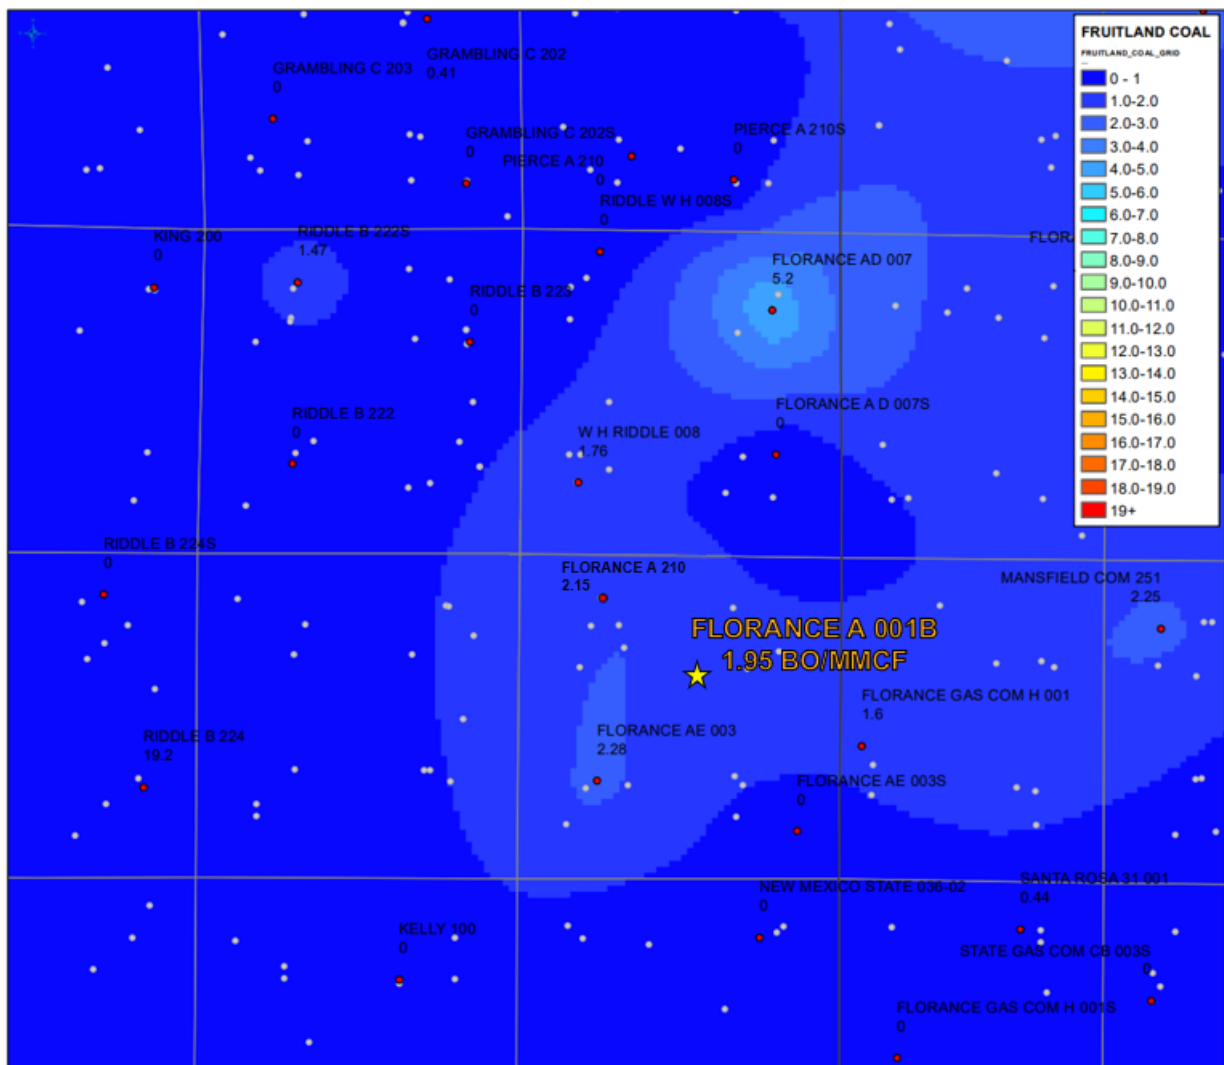 FRUITLAND COAL
FRUITLAND_COAL_GRID
0 - 1
1.0-2.0
2.0-3.0
3.0-4.0
4.0-5.0
5.0-6.0
6.0-7.0
7.0-8.0
8.0-9.0
9.0-10.0
10.0-11.0
11.0-12.0
12.0-13.0
13.0-14.0
14.0-15.0
15.0-16.0
16.0-17.0
17.0-18.0
18.0-19.0
19+
GRAMBLING C 202
0.41
GRAMBLING C 203
0
GRAMBLING C 202S
0
PIERCE A 210S
0
PIERCE A 210
0
RIDDLE W H 008S
0
KING 200
0
RIDDLE B 222S
1.47
FLORA
FLORANCE AD 007
5.2
RIDDLE B 223
0
RIDDLE B 222
0
W H RIDDLE 008
1.76
FLORANCE A D 007S
0
RIDDLE B 224S
0
FLORANCE A 210
2.15
MANSFIELD COM 251
2.25
FLORANCE A 001B
1.95 BO/MMCF
FLORANCE GAS COM H 001
1.6
RIDDLE B 224
19.2
FLORANCE AE 003
2.28
FLORANCE AE 003S
0
NEW MEXICO STATE 036-02
0
SANTA ROSA 31 001
0.44
KELLY 100
0
STATE GAS COM CB 003S
0
FLORANCE GAS COM H 001S
0